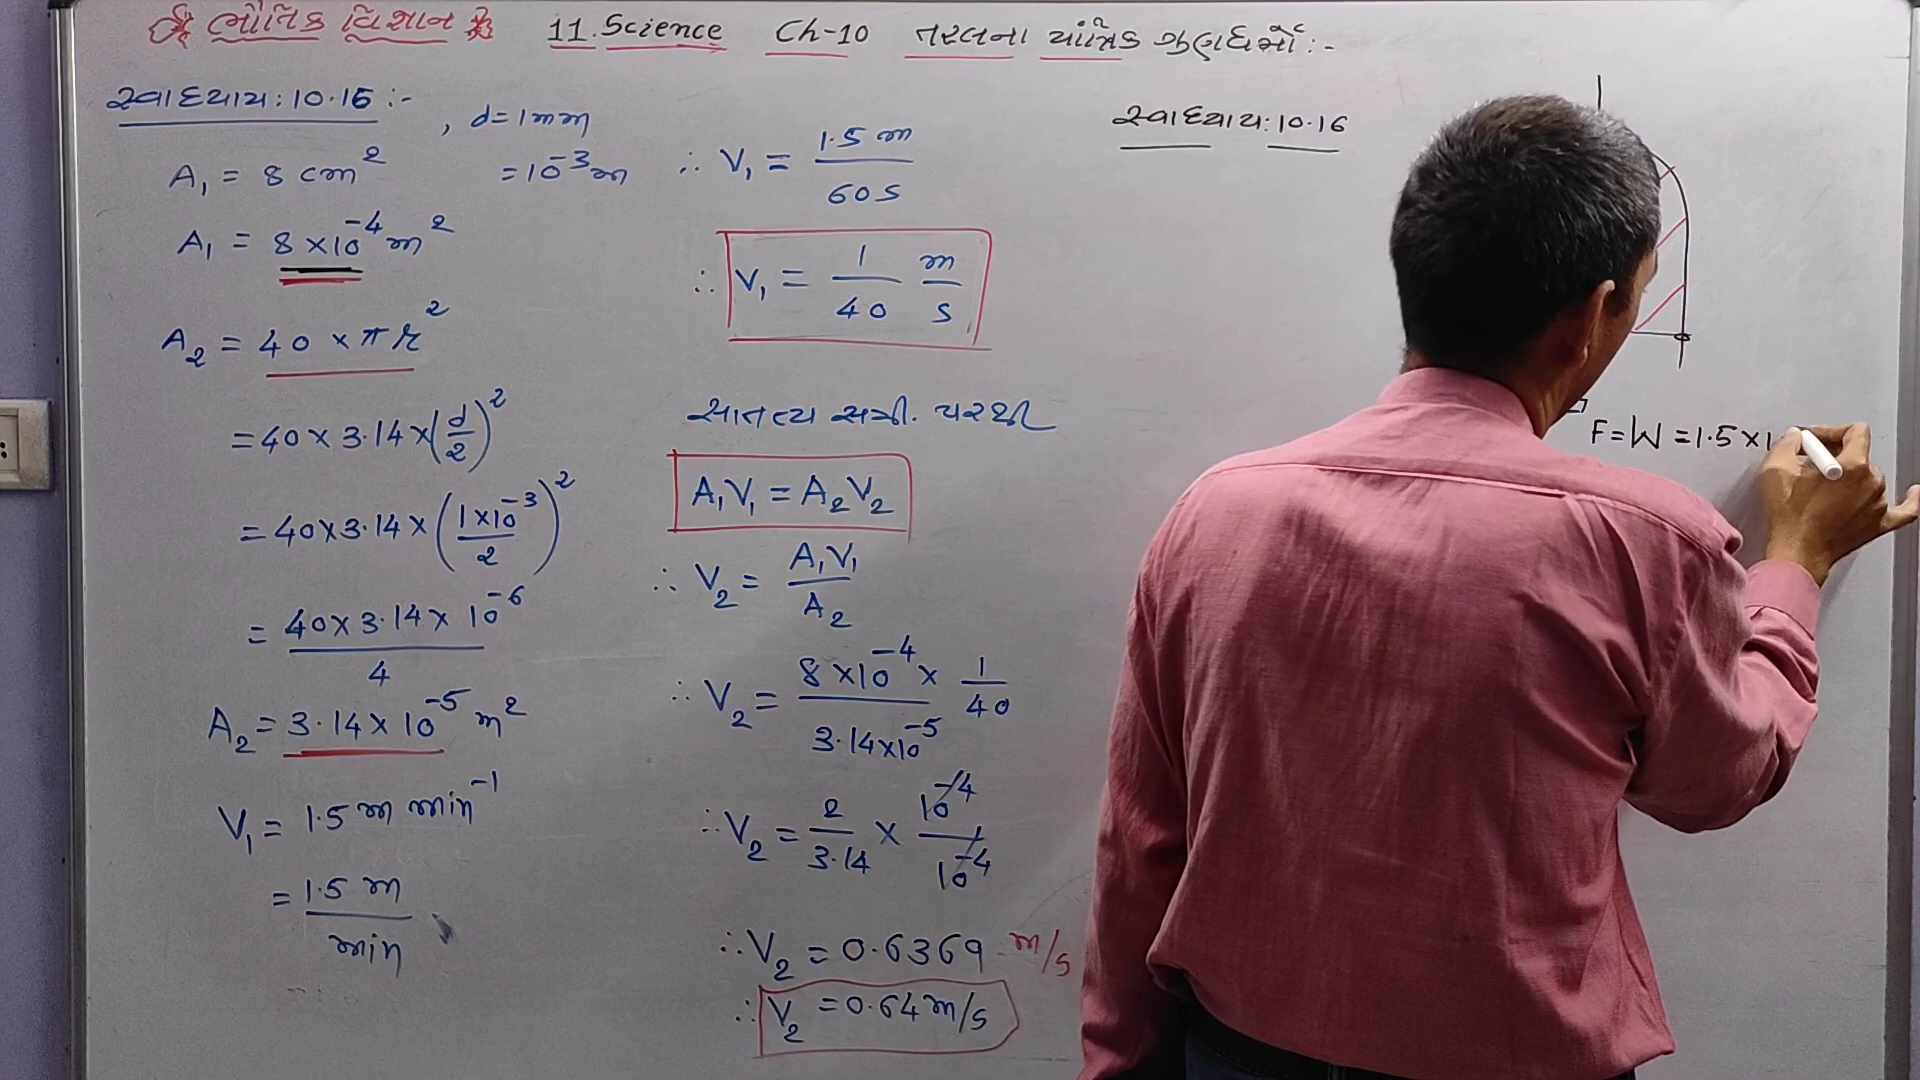 ભૌતિક વિજ્ઞાન 11.Science Ch-10 તરલના યાંત્રિક ગુણધર્મો :-
સ્વાધ્યાય: 10.15 :-
A₁ = 8 cm² , d = 1mm
= 10⁻³ m
A₁ = 8 × 10⁻⁴ m²
A₂ = 40 × π r²
= 40 × 3.14 × (d/2)²
= 40 × 3.14 × (1×10⁻³/2)²
= 40 × 3.14 × 10⁻⁶ / 4
A₂ = 3.14 × 10⁻⁵ m²
V₁ = 1.5 m min⁻¹
= 1.5 m / min
∴ V₁ = 1.5 m / 60 s
∴ V₁ = 1/40 m/s
સાતત્ય સમી. પરથી
A₁V₁ = A₂V₂
∴ V₂ = A₁V₁ / A₂
∴ V₂ = 8 × 10⁻⁴ × 1/40 / 3.14×10⁻⁵
∴ V₂ = 2/3.14 × 10⁻⁴/10⁻⁴
∴ V₂ = 0.6369 m/s
∴ V₂ = 0.64 m/s
સ્વાધ્યાય: 10.16
F = W = 1.5 × 1